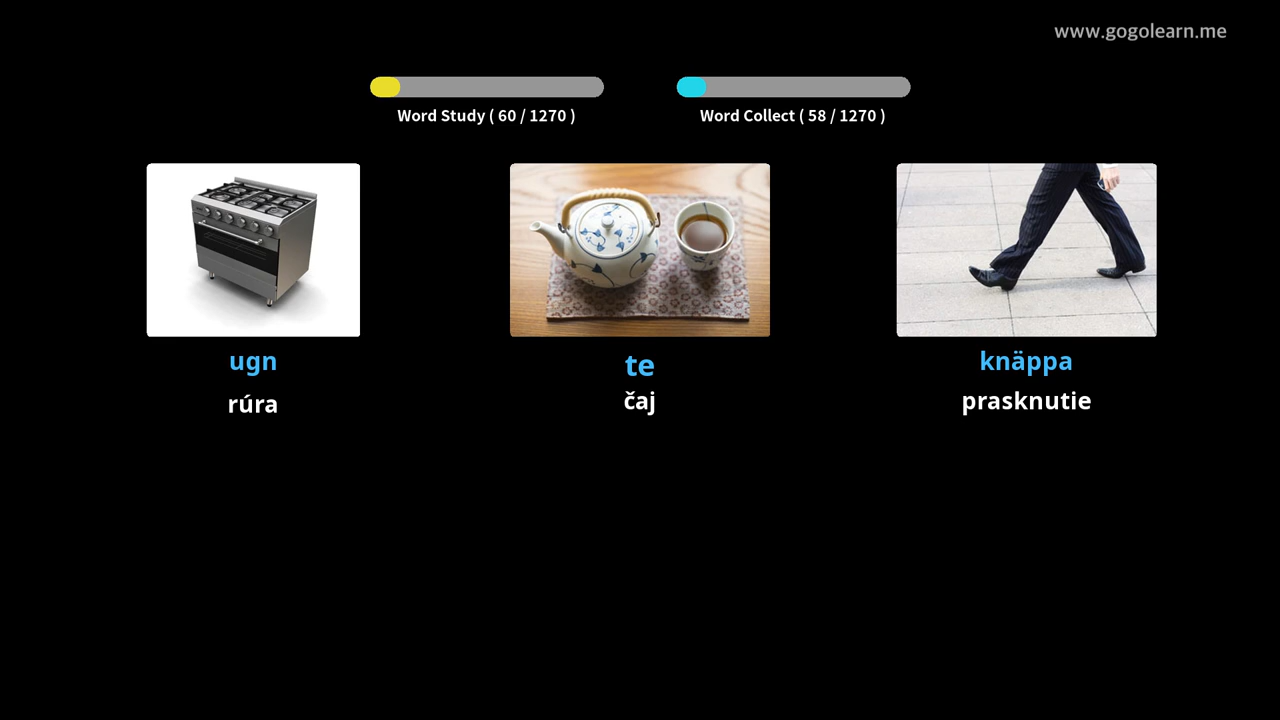 www.gogolearn.me
Word Study ( 60 / 1270 )
Word Collect ( 58 / 1270 )
ugn
te
knäppa
rúra
čaj
prasknutie